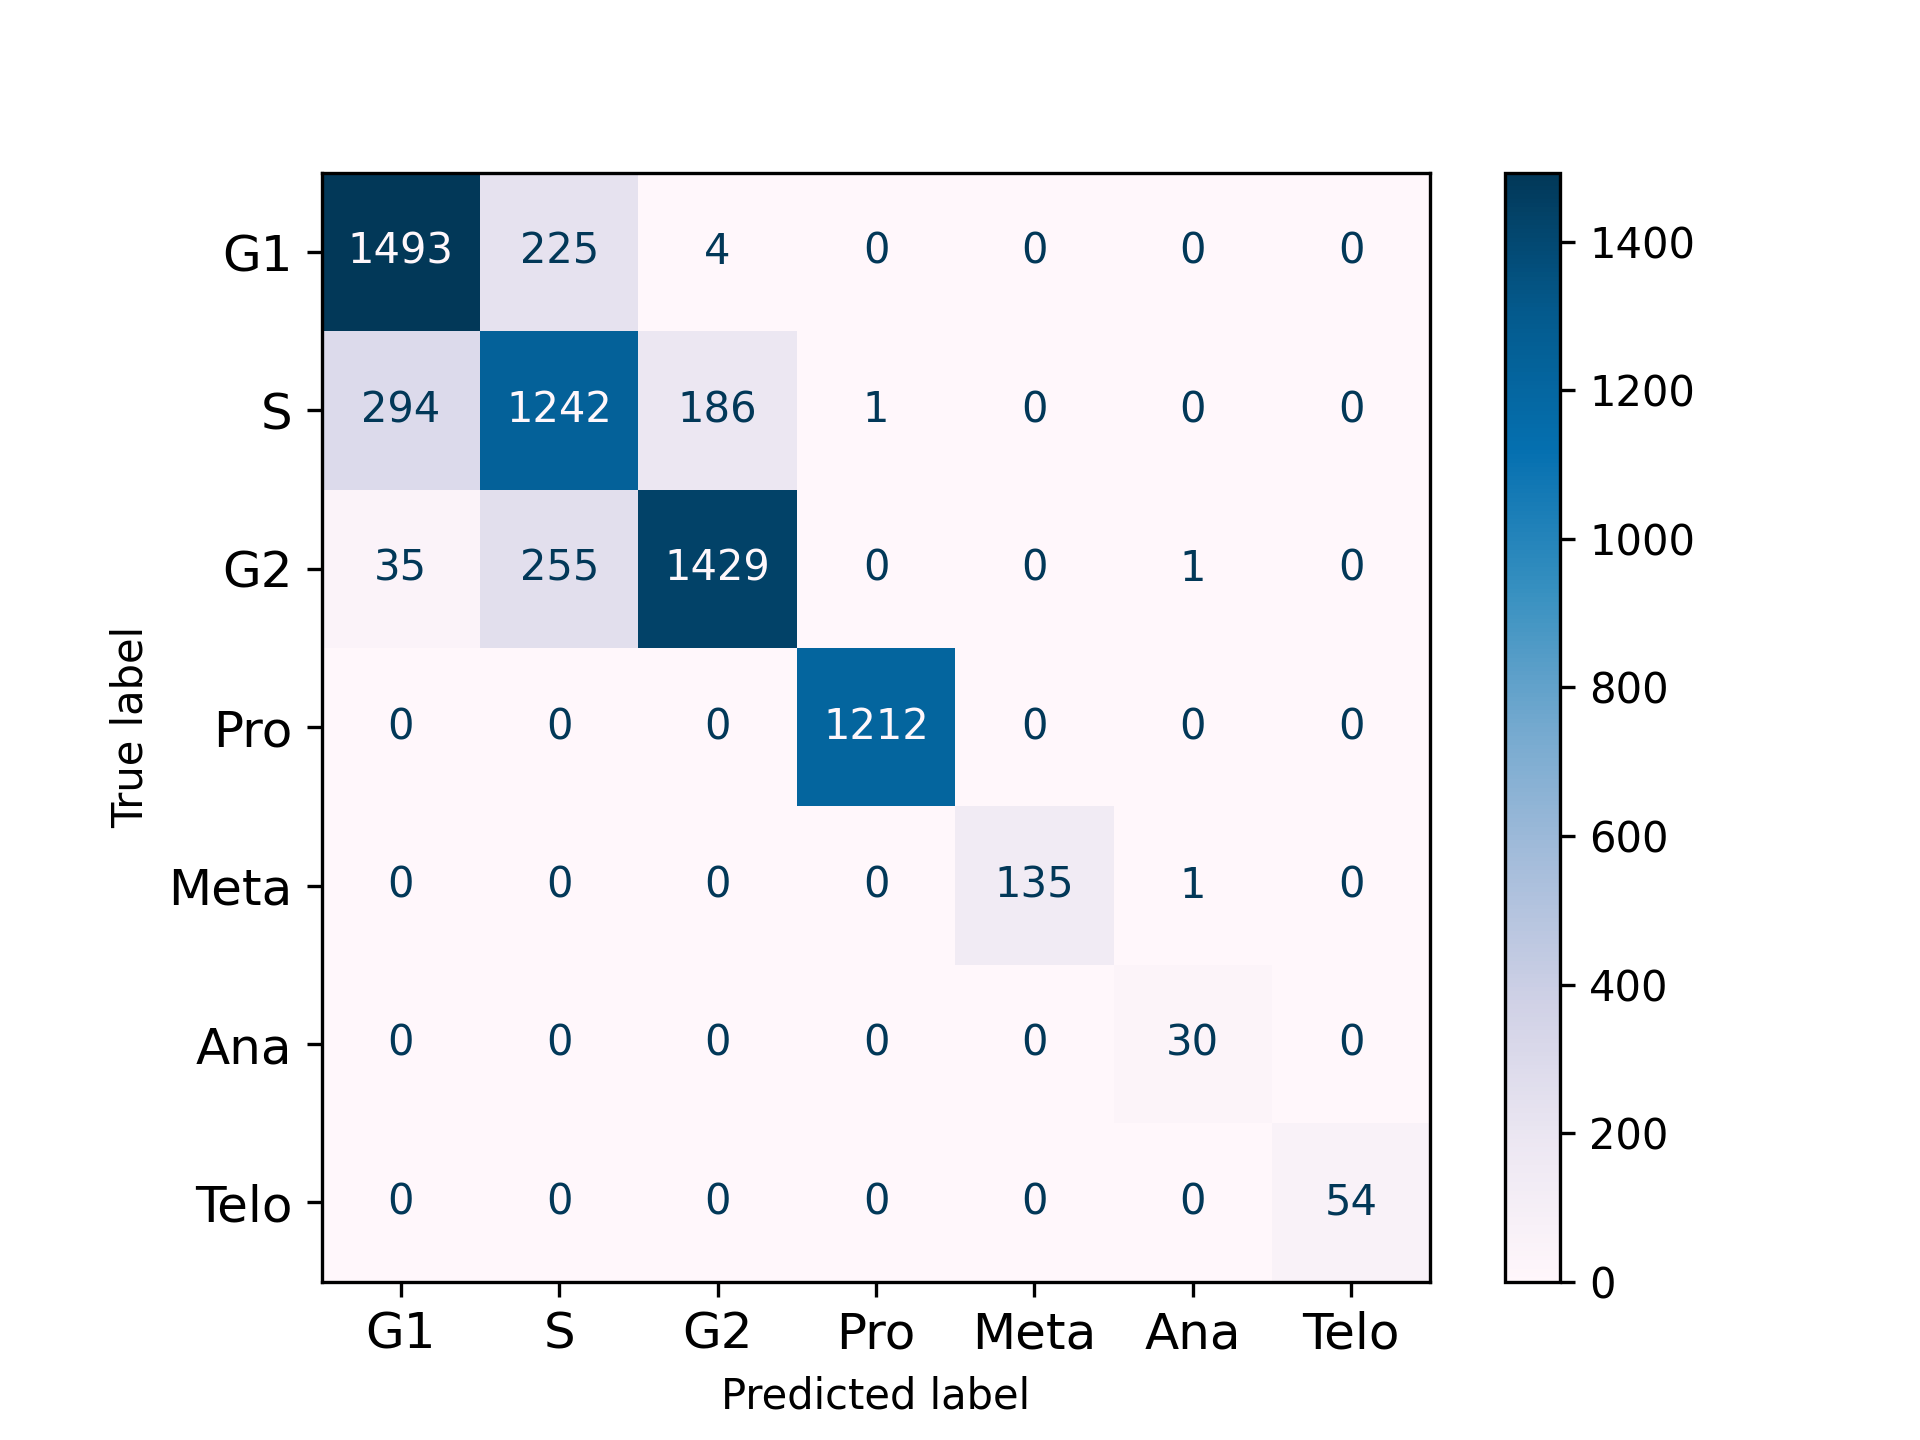 G1 1493 225 4 0 0 0 0
S 294 1242 186 1 0 0 0
G2 35 255 1429 0 0 1 0
Pro 0 0 0 1212 0 0 0
Meta 0 0 0 0 135 1 0
Ana 0 0 0 0 0 30 0
Telo 0 0 0 0 0 0 54
G1 S G2 Pro Meta Ana Telo
Predicted label
True label
1400
1200
1000
800
600
400
200
0